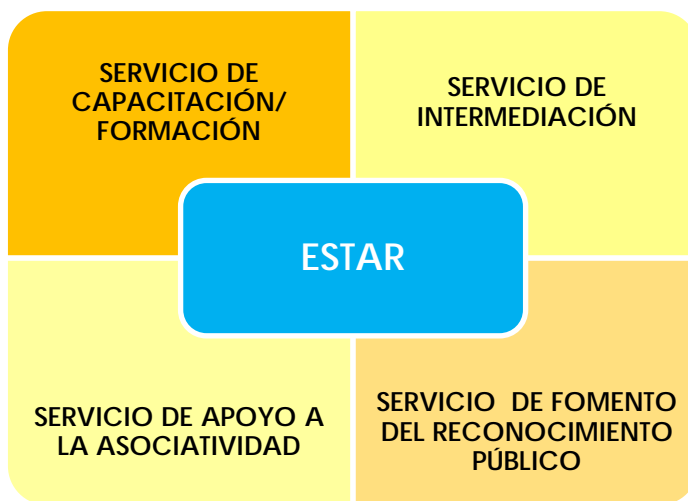 SERVICIO DE
CAPACITACIÓN/
FORMACIÓN
SERVICIO DE
INTERMEDIACIÓN
ESTAR
SERVICIO DE APOYO A
LA ASOCIATIVIDAD
SERVICIO DE FOMENTO
DEL RECONOCIMIENTO
PÚBLICO